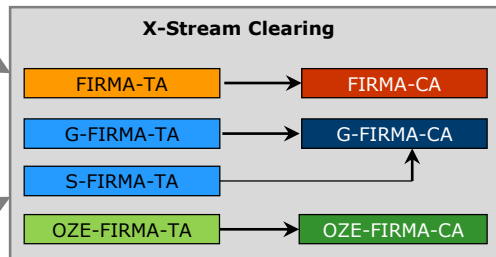 X-Stream Clearing
FIRMA-TA
FIRMA-CA
G-FIRMA-TA
G-FIRMA-CA
S-FIRMA-TA
OZE-FIRMA-TA
OZE-FIRMA-CA